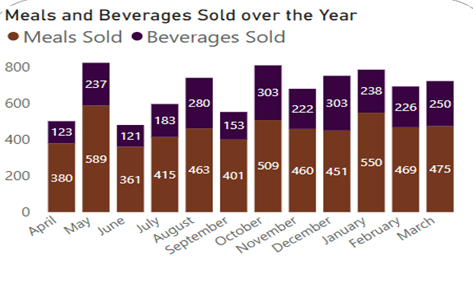 Meals and Beverages Sold over the Year
Meals Sold Beverages Sold
800
600
400
200
0
123 237 121 183 280 153 303 222 303 238 226 250
380 589 361 415 463 401 509 460 451 550 469 475
April May June July August September October November December January February March